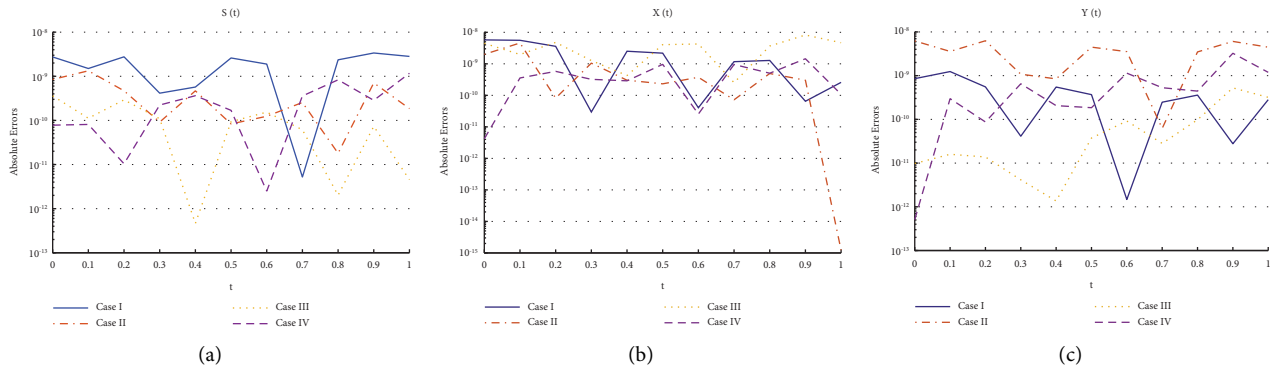 S (t)
Absolute Errors
10-8
10-9
10-10
10-11
10-12
10-13
0 0.1 0.2 0.3 0.4 0.5 0.6 0.7 0.8 0.9 1
t
Case I
Case II
Case III
Case IV
(a)
X (t)
Absolute Errors
10-8
10-9
10-10
10-11
10-12
10-13
10-14
10-15
0 0.1 0.2 0.3 0.4 0.5 0.6 0.7 0.8 0.9 1
t
Case I
Case II
Case III
Case IV
(b)
Y (t)
Absolute Errors
10-8
10-9
10-10
10-11
10-12
10-13
0 0.1 0.2 0.3 0.4 0.5 0.6 0.7 0.8 0.9 1
t
Case I
Case II
Case III
Case IV
(c)